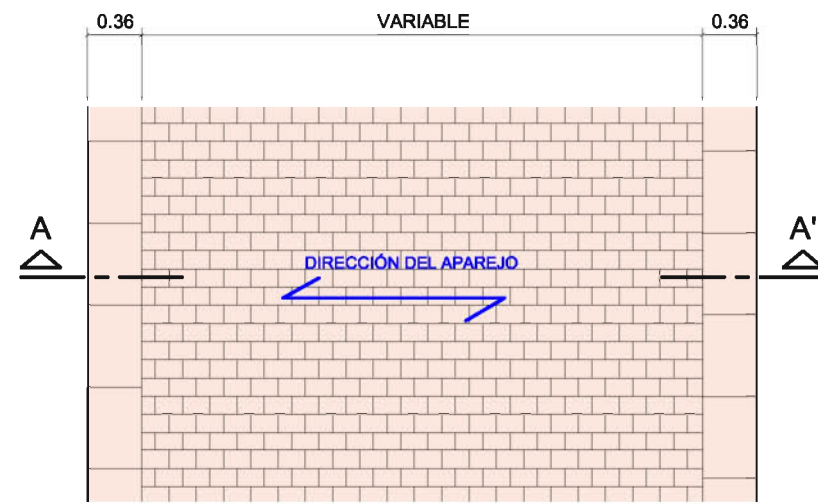 0.36 VARIABLE 0.36
A A'
DIRECCIÓN DEL APAREJO